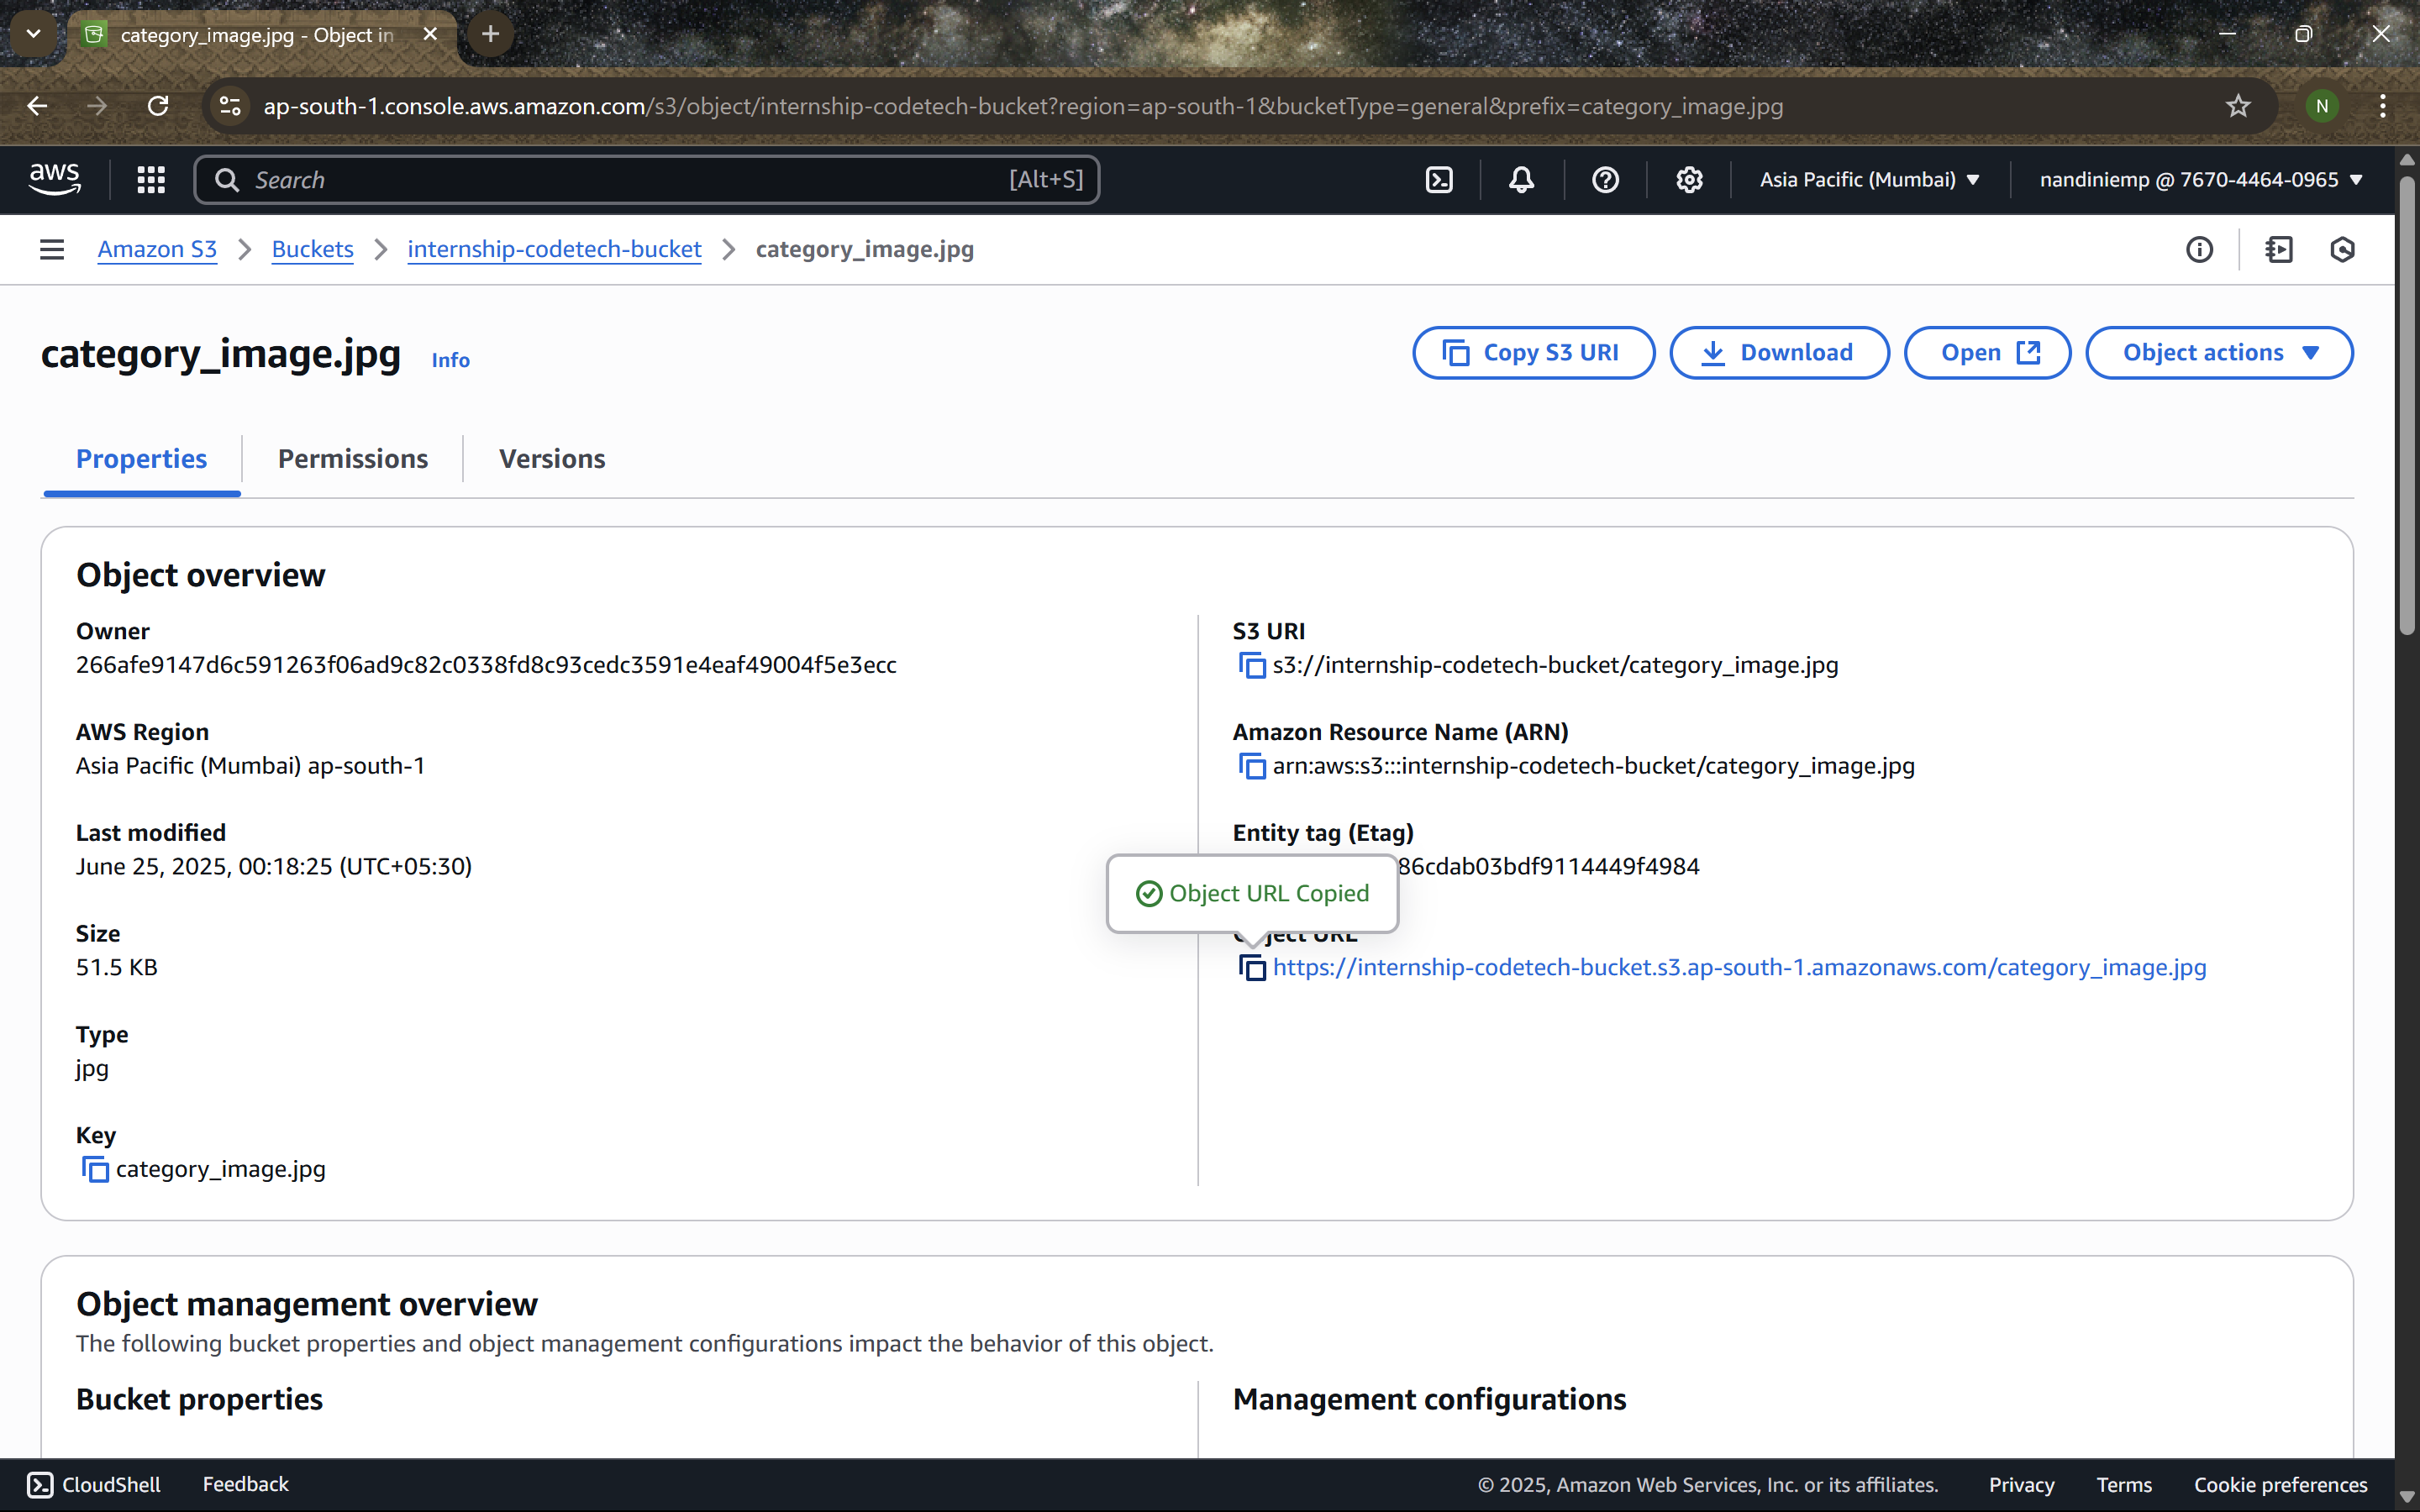 category_image.jpg - Object in
ap-south-1.console.aws.amazon.com/s3/object/internship-codetech-bucket?region=ap-south-1&bucketType=general&prefix=category_image.jpg
N
aws
Search
[Alt+S]
Asia Pacific (Mumbai)
nandiniemp @ 7670-4464-0965
Amazon S3
Buckets
internship-codetech-bucket
category_image.jpg
category_image.jpg
Info
Copy S3 URI
Download
Open
Object actions
Properties
Permissions
Versions
Object overview
Owner
266afe9147d6c591263f06ad9c82c0338fd8c93cedc3591e4eaf49004f5e3ecc
AWS Region
Asia Pacific (Mumbai) ap-south-1
Last modified
June 25, 2025, 00:18:25 (UTC+05:30)
Size
51.5 KB
Type
jpg
Key
category_image.jpg
S3 URI
s3://internship-codetech-bucket/category_image.jpg
Amazon Resource Name (ARN)
arn:aws:s3:::internship-codetech-bucket/category_image.jpg
Entity tag (Etag)
86cdab03bdf9114449f4984
Object URL Copied
Object URL
https://internship-codetech-bucket.s3.ap-south-1.amazonaws.com/category_image.jpg
Object management overview
The following bucket properties and object management configurations impact the behavior of this object.
Bucket properties
Management configurations
CloudShell
Feedback
© 2025, Amazon Web Services, Inc. or its affiliates.
Privacy
Terms
Cookie preferences